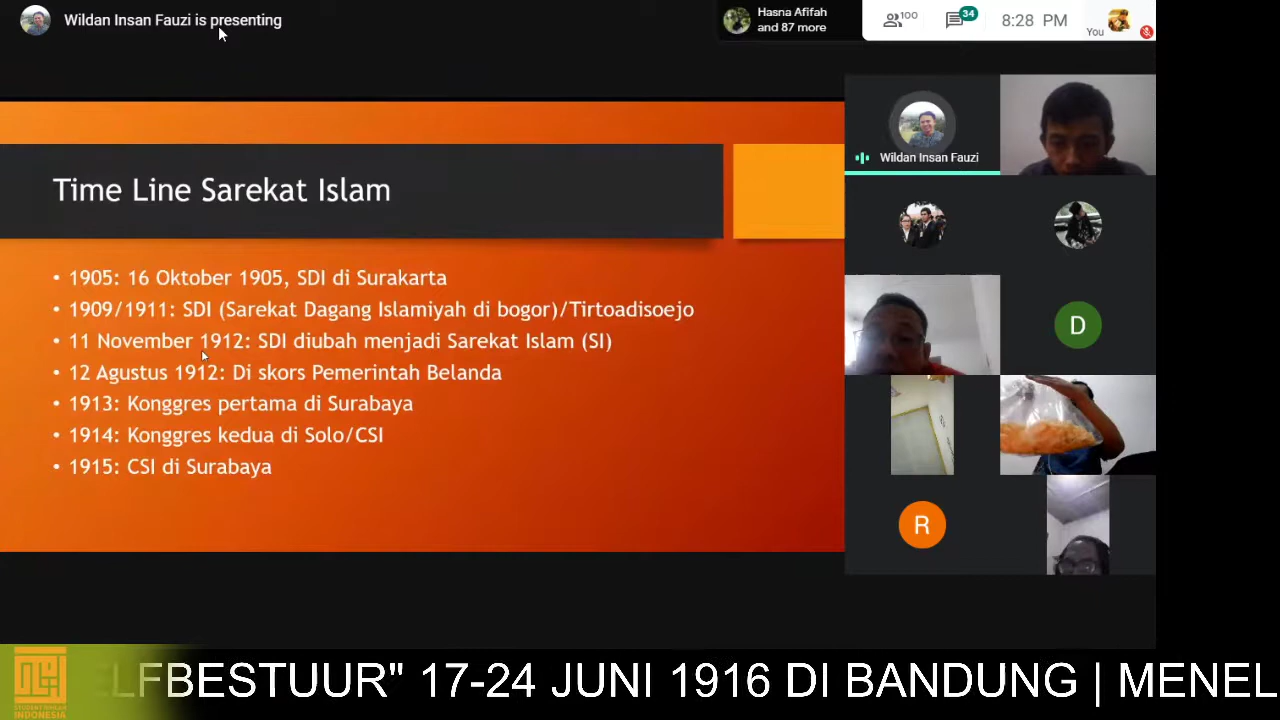 Wildan Insan Fauzi is presenting
Hasna Afifah
and 87 more
100
34
8:28 PM
You
Wildan Insan Fauzi
Time Line Sarekat Islam
• 1905: 16 Oktober 1905, SDI di Surakarta
• 1909/1911: SDI (Sarekat Dagang Islamiyah di bogor)/Tirtoadisoejo
• 11 November 1912: SDI diubah menjadi Sarekat Islam (SI)
• 12 Agustus 1912: Di skors Pemerintah Belanda
• 1913: Konggres pertama di Surabaya
• 1914: Konggres kedua di Solo/CSI
• 1915: CSI di Surabaya
D
R
LFBESTUUR" 17-24 JUNI 1916 DI BANDUNG | MENEL
INDONESIA